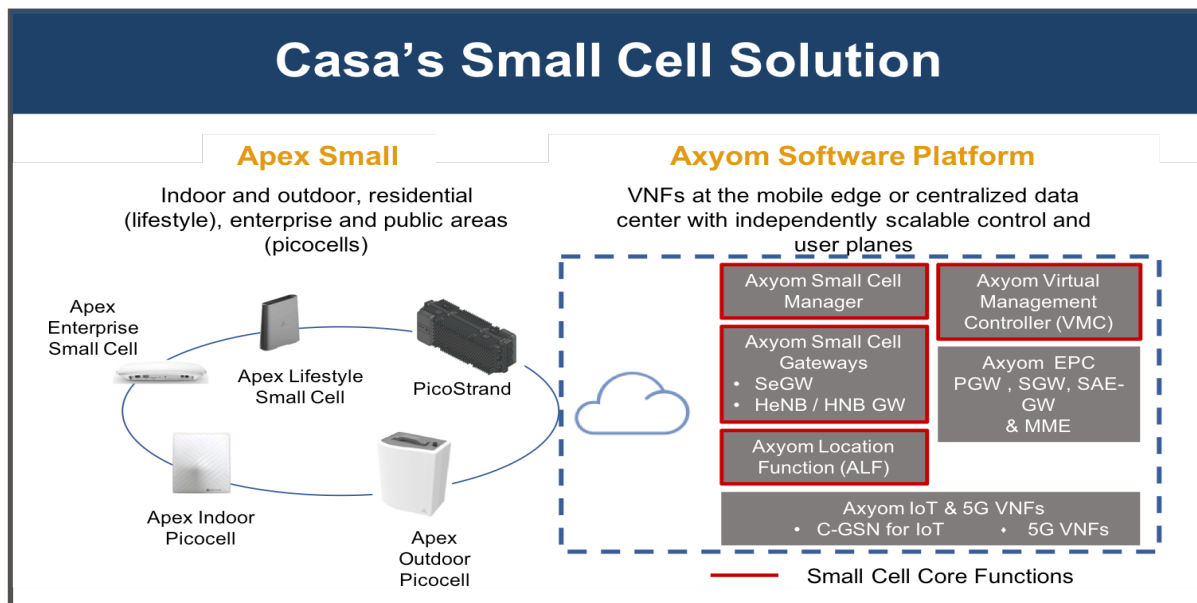 Casa's Small Cell Solution
Apex Small
Indoor and outdoor, residential
(lifestyle), enterprise and public areas
(picocells)
Apex
Enterprise
Small Cell
Apex Lifestyle
Small Cell
PicoStrand
Apex Indoor
Picocell
Apex
Outdoor
Picocell
Axyom Software Platform
VNFs at the mobile edge or centralized data
center with independently scalable control and
user planes
Axyom Small Cell
Manager
Axyom Virtual
Management
Controller (VMC)
Axyom Small Cell
Gateways
• SeGW
• HeNB / HNB GW
Axyom EPC
PGW , SGW, SAE-
GW
& MME
Axyom Location
Function (ALF)
Axyom IoT & 5G VNFs
• C-GSN for IoT
⬩ 5G VNFs
Small Cell Core Functions